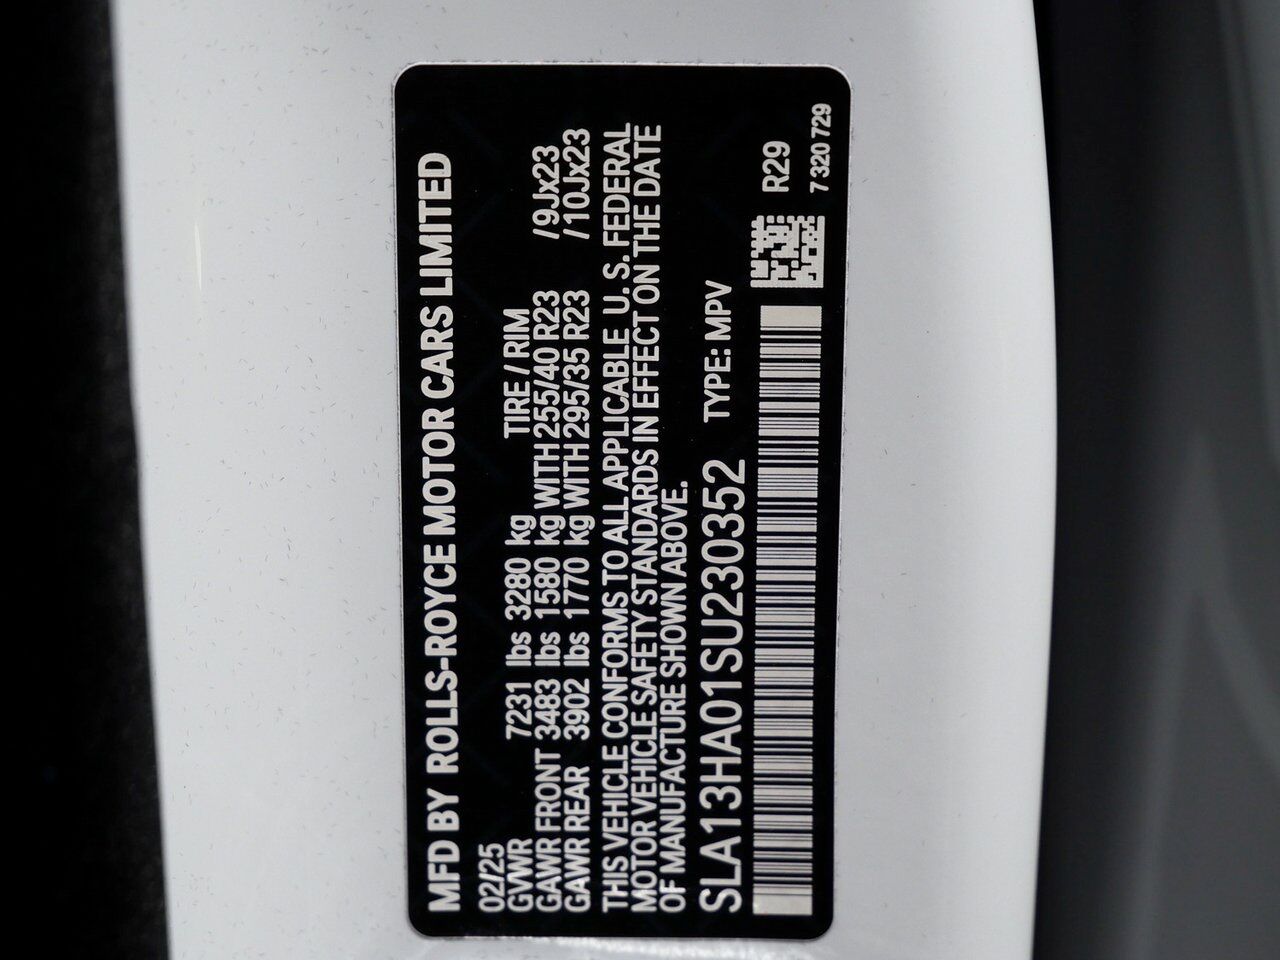 MFD BY ROLLS-ROYCE MOTOR CARS LIMITED
02/25
GVWR 7231 lbs 3280 kg TIRE / RIM
GAWR FRONT 3483 lbs 1580 kg WITH 255/40 R23 /9Jx23
GAWR REAR 3902 lbs 1770 kg WITH 295/35 R23 /10Jx23
THIS VEHICLE CONFORMS TO ALL APPLICABLE U. S. FEDERAL
MOTOR VEHICLE SAFETY STANDARDS IN EFFECT ON THE DATE
OF MANUFACTURE SHOWN ABOVE.
SLA13HA01SU230352 TYPE: MPV
R29
7 320 729